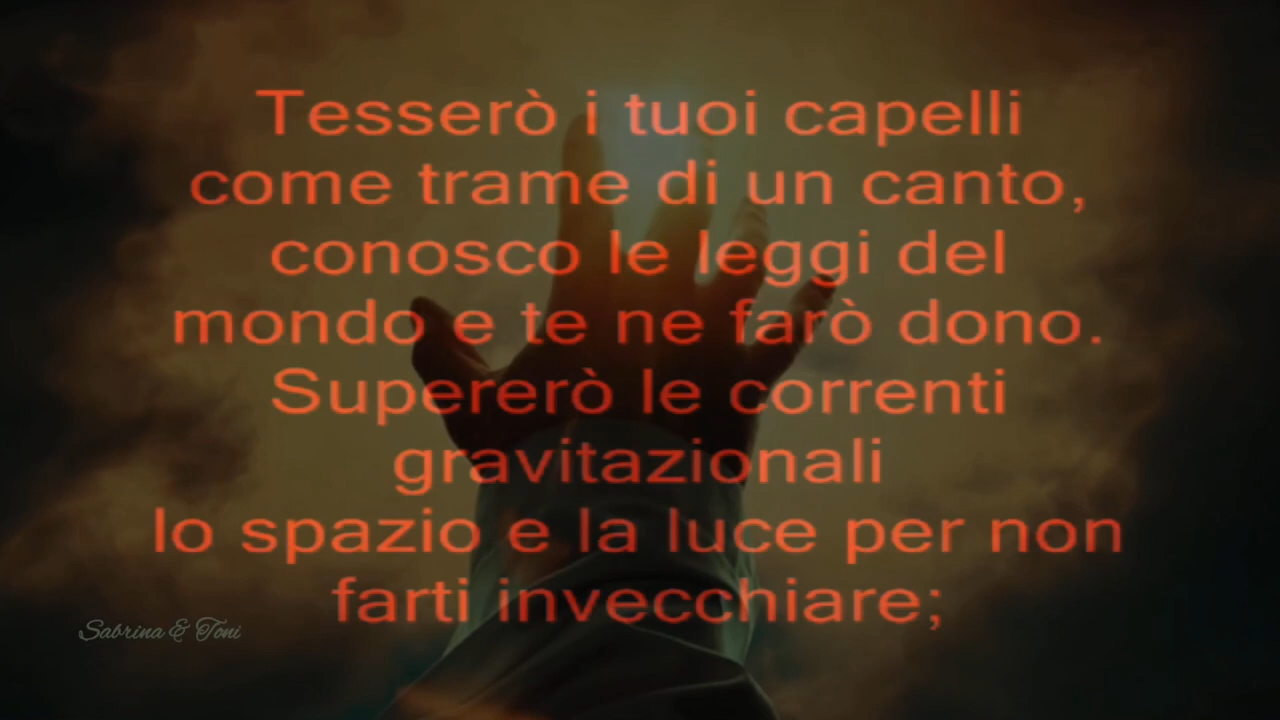 Tesserò i tuoi capelli
come trame di un canto,
conosco le leggi del
mondo e te ne farò dono.
Supererò le correnti
gravitazionali
lo spazio e la luce per non
farti invecchiare;
Sabrina & Toni